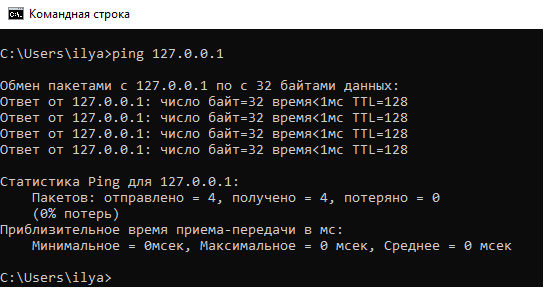 Командная строка
C:\Users\ilya>ping 127.0.0.1
Обмен пакетами с 127.0.0.1 по с 32 байтами данных:
Ответ от 127.0.0.1: число байт=32 время<1мс TTL=128
Ответ от 127.0.0.1: число байт=32 время<1мс TTL=128
Ответ от 127.0.0.1: число байт=32 время<1мс TTL=128
Ответ от 127.0.0.1: число байт=32 время<1мс TTL=128
Статистика Ping для 127.0.0.1:
Пакетов: отправлено = 4, получено = 4, потеряно = 0
(0% потерь)
Приблизительное время приема-передачи в мс:
Минимальное = 0мсек, Максимальное = 0 мсек, Среднее = 0 мсек
C:\Users\ilya>